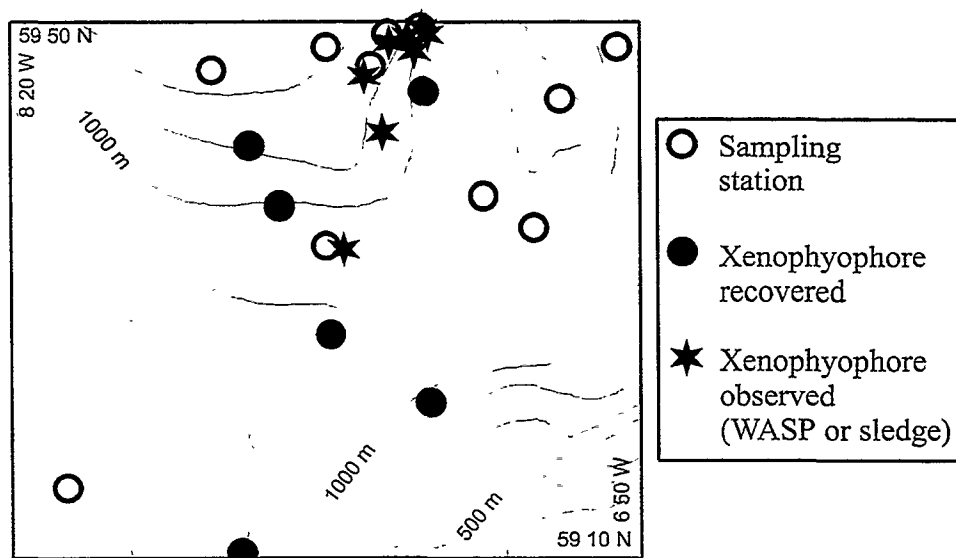 59 50 N
8 20 W
1000 m
1000 m
500 m
6 50 W
59 10 N
Sampling
station
Xenophyophore
recovered
Xenophyophore
observed
(WASP or sledge)